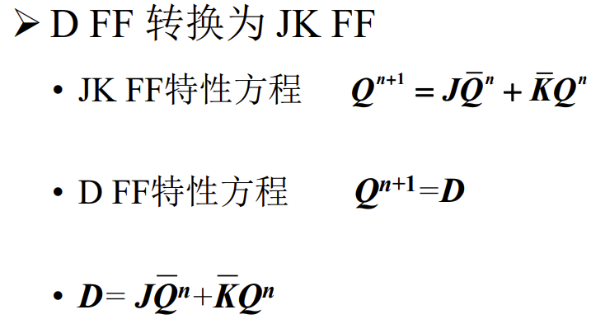 ➢ D FF 转换为 JK FF
• JK FF特性方程 Qⁿ⁺¹ = JQ̅ⁿ + K̅Qⁿ
• D FF特性方程 Qⁿ⁺¹=D
• D= JQ̅ⁿ+K̅Qⁿ